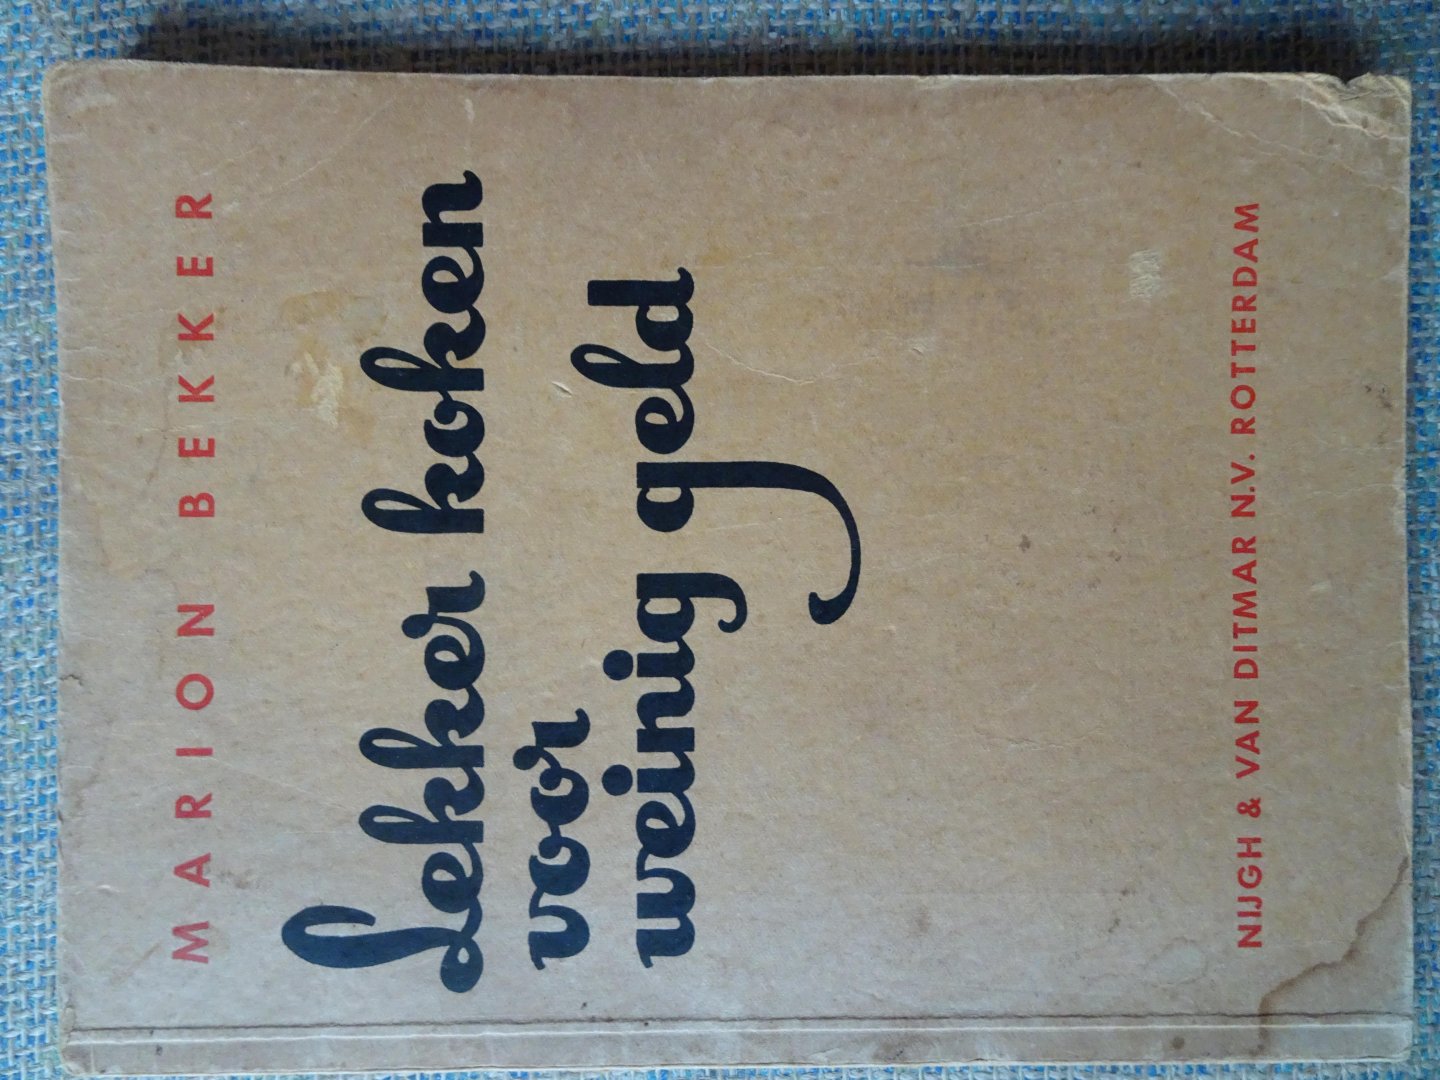 MARION BEKKER
Lekker koken
voor
weinig geld
NIJGH & VAN DITMAR N.V. ROTTERDAM